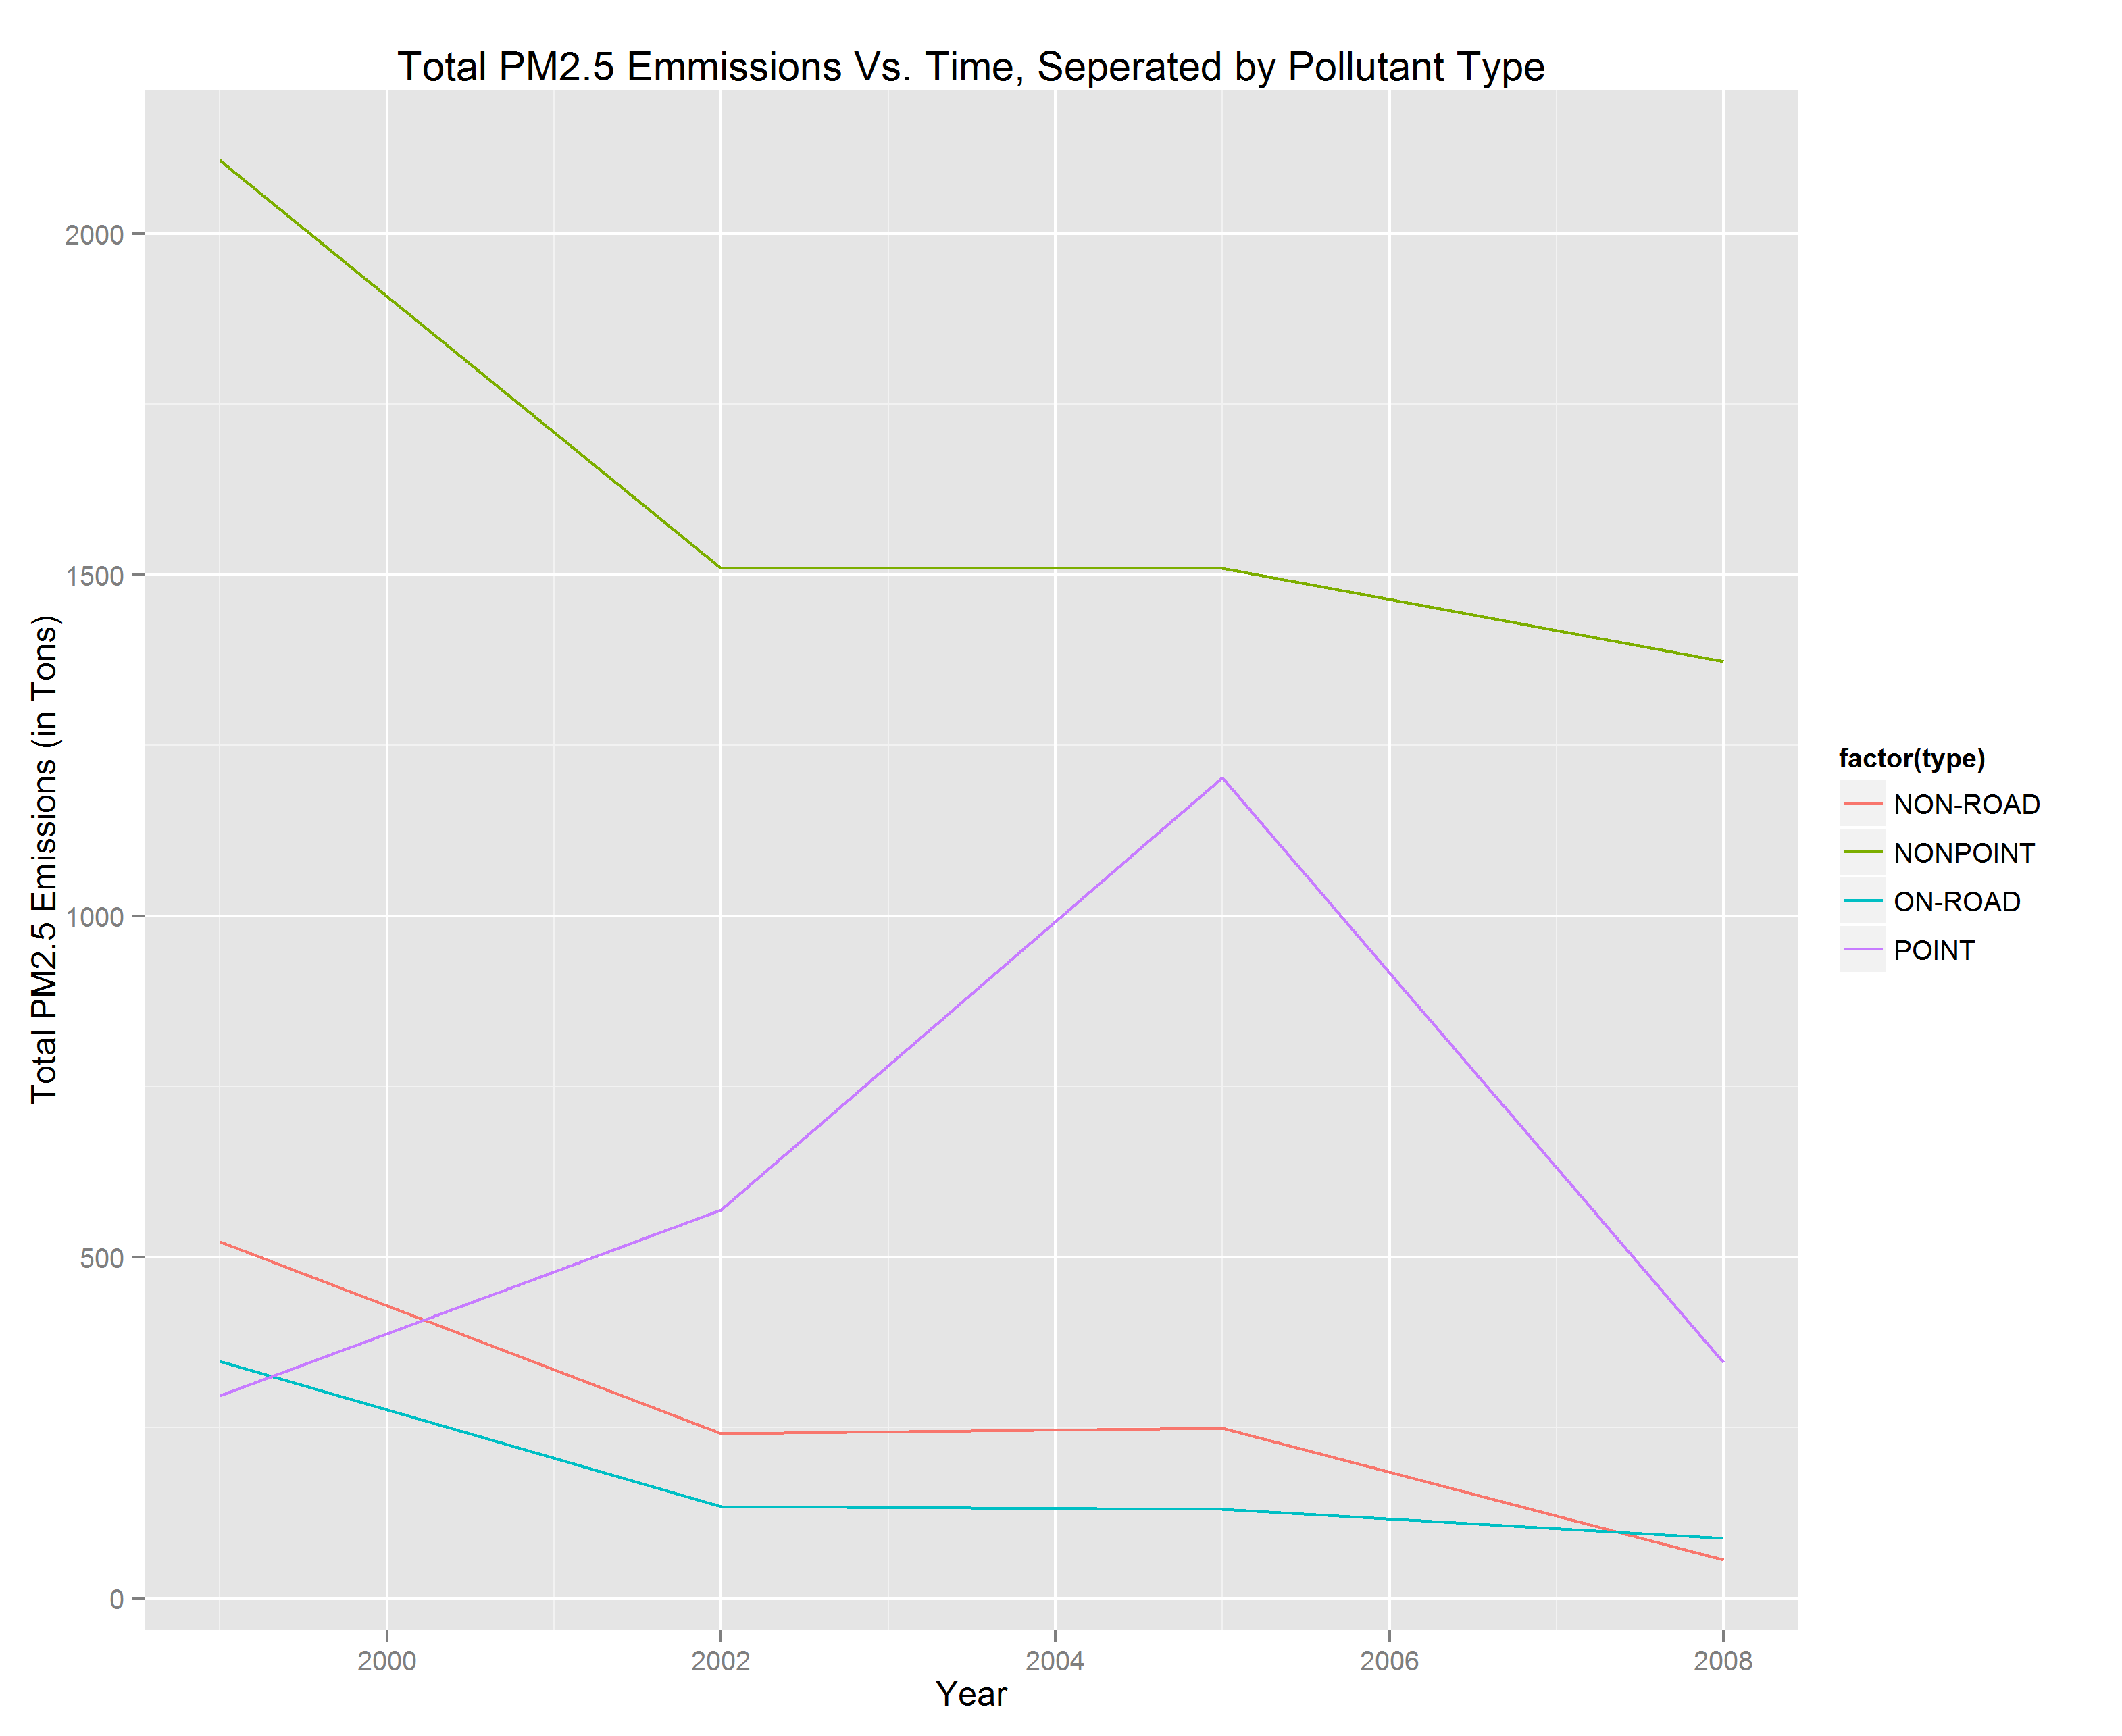 Total PM2.5 Emmissions Vs. Time, Seperated by Pollutant Type
Total PM2.5 Emissions (in Tons)
2000
1500
1000
500
0
2000 2002 2004 2006 2008
Year
factor(type)
NON-ROAD
NONPOINT
ON-ROAD
POINT